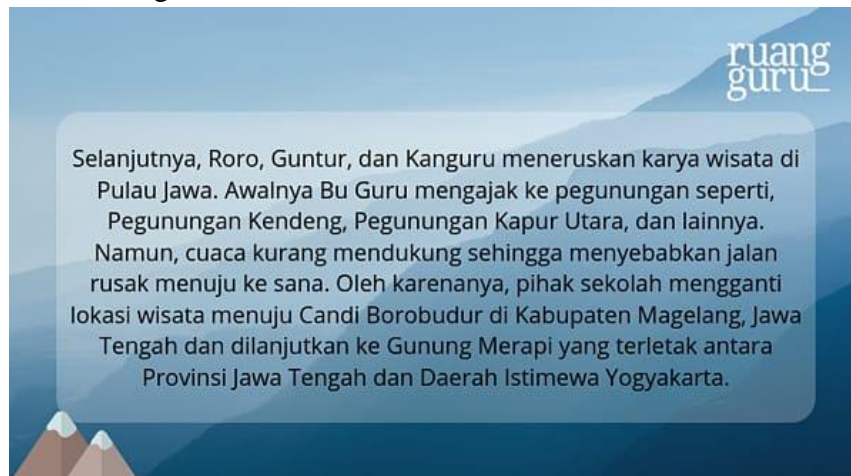 ruang
guru
Selanjutnya, Roro, Guntur, dan Kanguru meneruskan karya wisata di
Pulau Jawa. Awalnya Bu Guru mengajak ke pegunungan seperti,
Pegunungan Kendeng, Pegunungan Kapur Utara, dan lainnya.
Namun, cuaca kurang mendukung sehingga menyebabkan jalan
rusak menuju ke sana. Oleh karenanya, pihak sekolah mengganti
lokasi wisata menuju Candi Borobudur di Kabupaten Magelang, Jawa
Tengah dan dilanjutkan ke Gunung Merapi yang terletak antara
Provinsi Jawa Tengah dan Daerah Istimewa Yogyakarta.